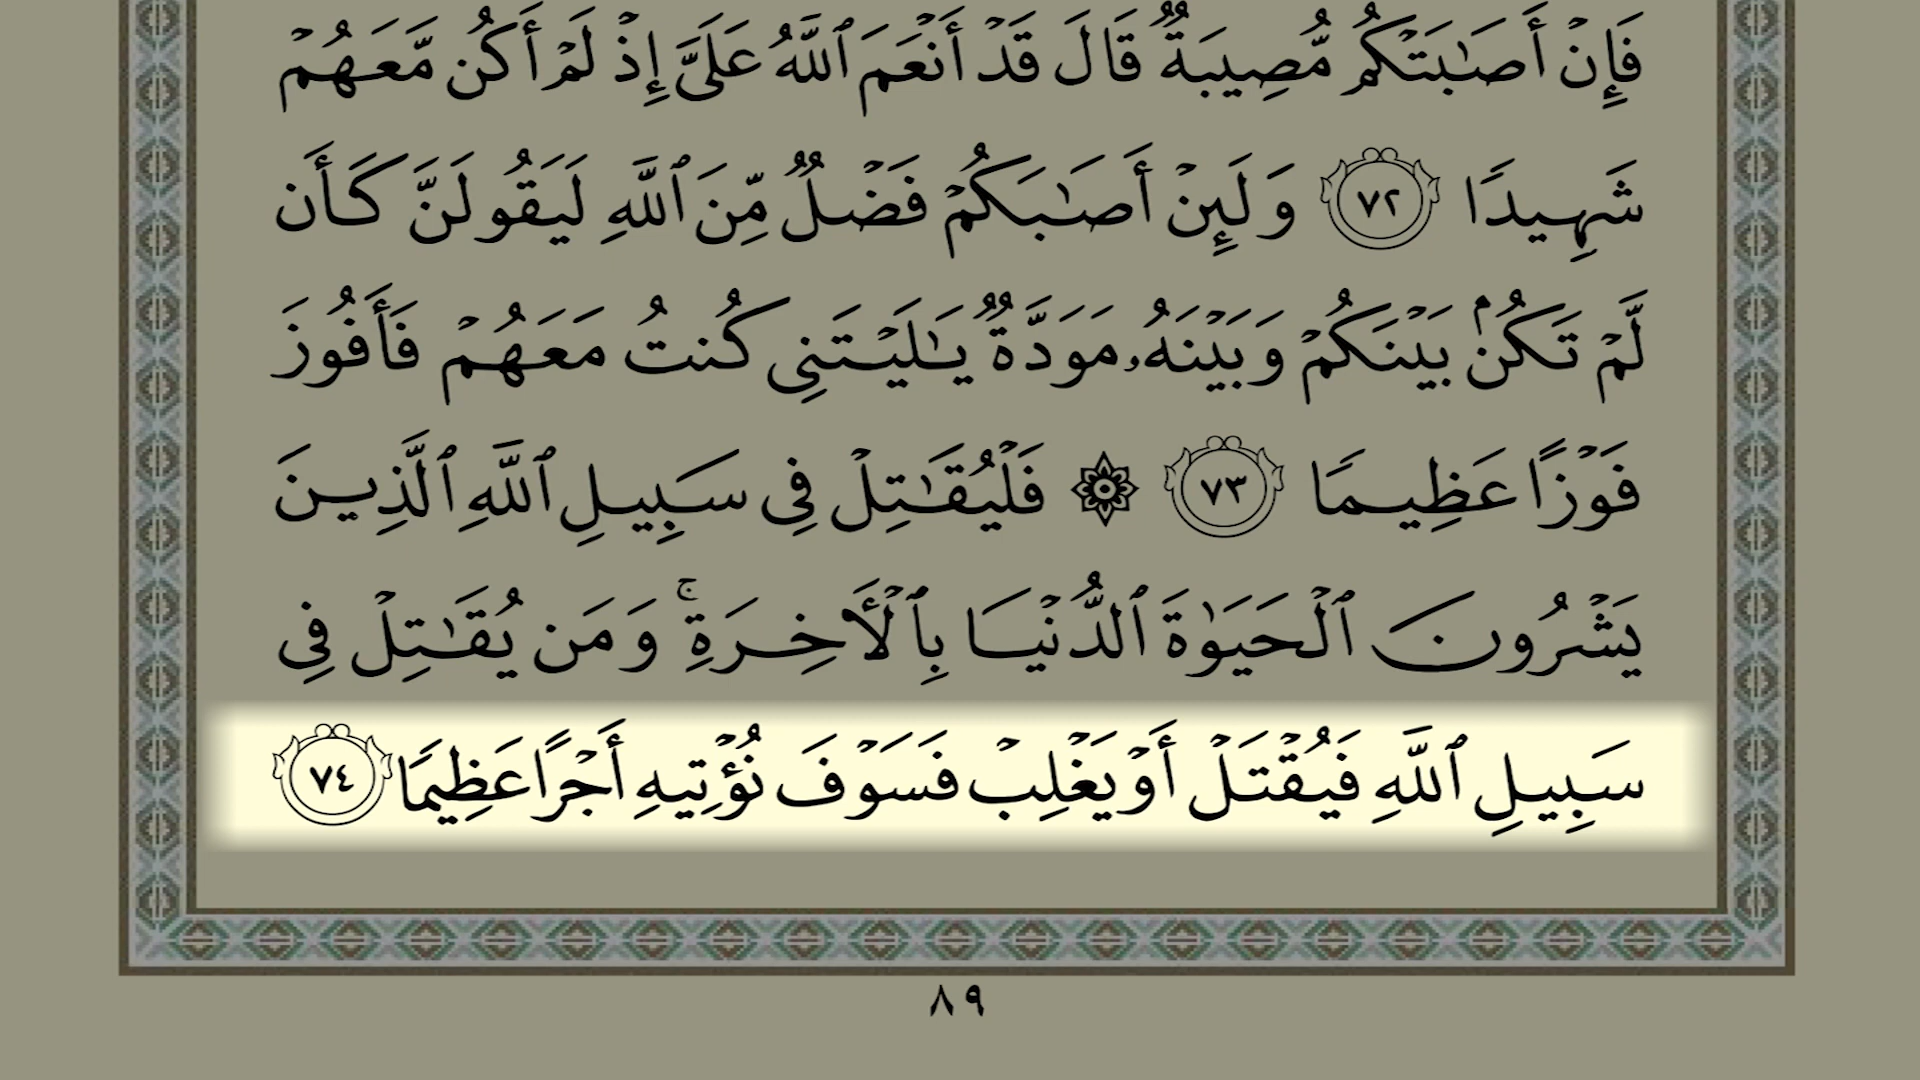 فَإِنْ أَصَٰبَتْكُم مُّصِيبَةٌ قَالَ قَدْ أَنْعَمَ ٱللَّهُ عَلَىَّ إِذْ لَمْ أَكُن مَّعَهُمْ
شَهِيدًا ٧٢ وَلَئِنْ أَصَٰبَكُمْ فَضْلٌ مِّنَ ٱللَّهِ لَيَقُولَنَّ كَأَن
لَّمْ تَكُنۢ بَيْنَكُمْ وَبَيْنَهُۥ مَوَدَّةٌ يَٰلَيْتَنِى كُنتُ مَعَهُمْ فَأَفُوزَ
فَوْزًا عَظِيمًا ٧٣ ۞ فَلْيُقَٰتِلْ فِى سَبِيلِ ٱللَّهِ ٱلَّذِينَ
يَشْرُونَ ٱلْحَيَوٰةَ ٱلدُّنْيَا بِٱلْأَخِرَةِ ۚ وَمَن يُقَٰتِلْ فِى
سَبِيلِ ٱللَّهِ فَيُقْتَلْ أَوْ يَغْلِبْ فَسَوْفَ نُؤْتِيهِ أَجْرًا عَظِيمًا ٧٤
٨٩